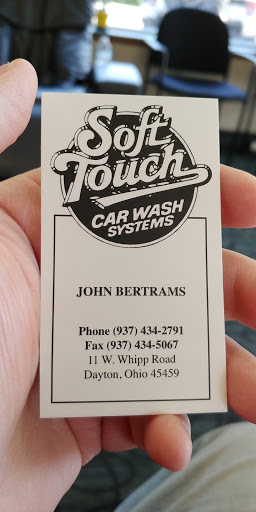 Soft
Touch
CAR WASH
SYSTEMS
JOHN BERTRAMS
Phone (937) 434-2791
Fax (937) 434-5067
11 W. Whipp Road
Dayton, Ohio 45459